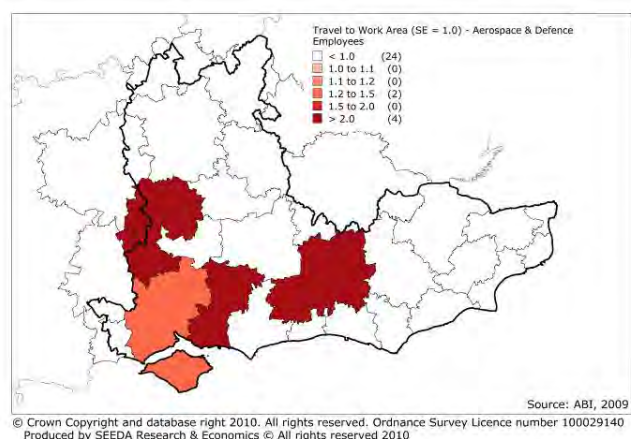 Travel to Work Area (SE = 1.0) - Aerospace & Defence
Employees
< 1.0 (24)
1.0 to 1.1 (0)
1.1 to 1.2 (0)
1.2 to 1.5 (2)
1.5 to 2.0 (0)
> 2.0 (4)
Source: ABI, 2009
© Crown Copyright and database right 2010. All rights reserved. Ordnance Survey Licence number 100029140
Produced by SEEDA Research & Economics © All rights reserved 2010